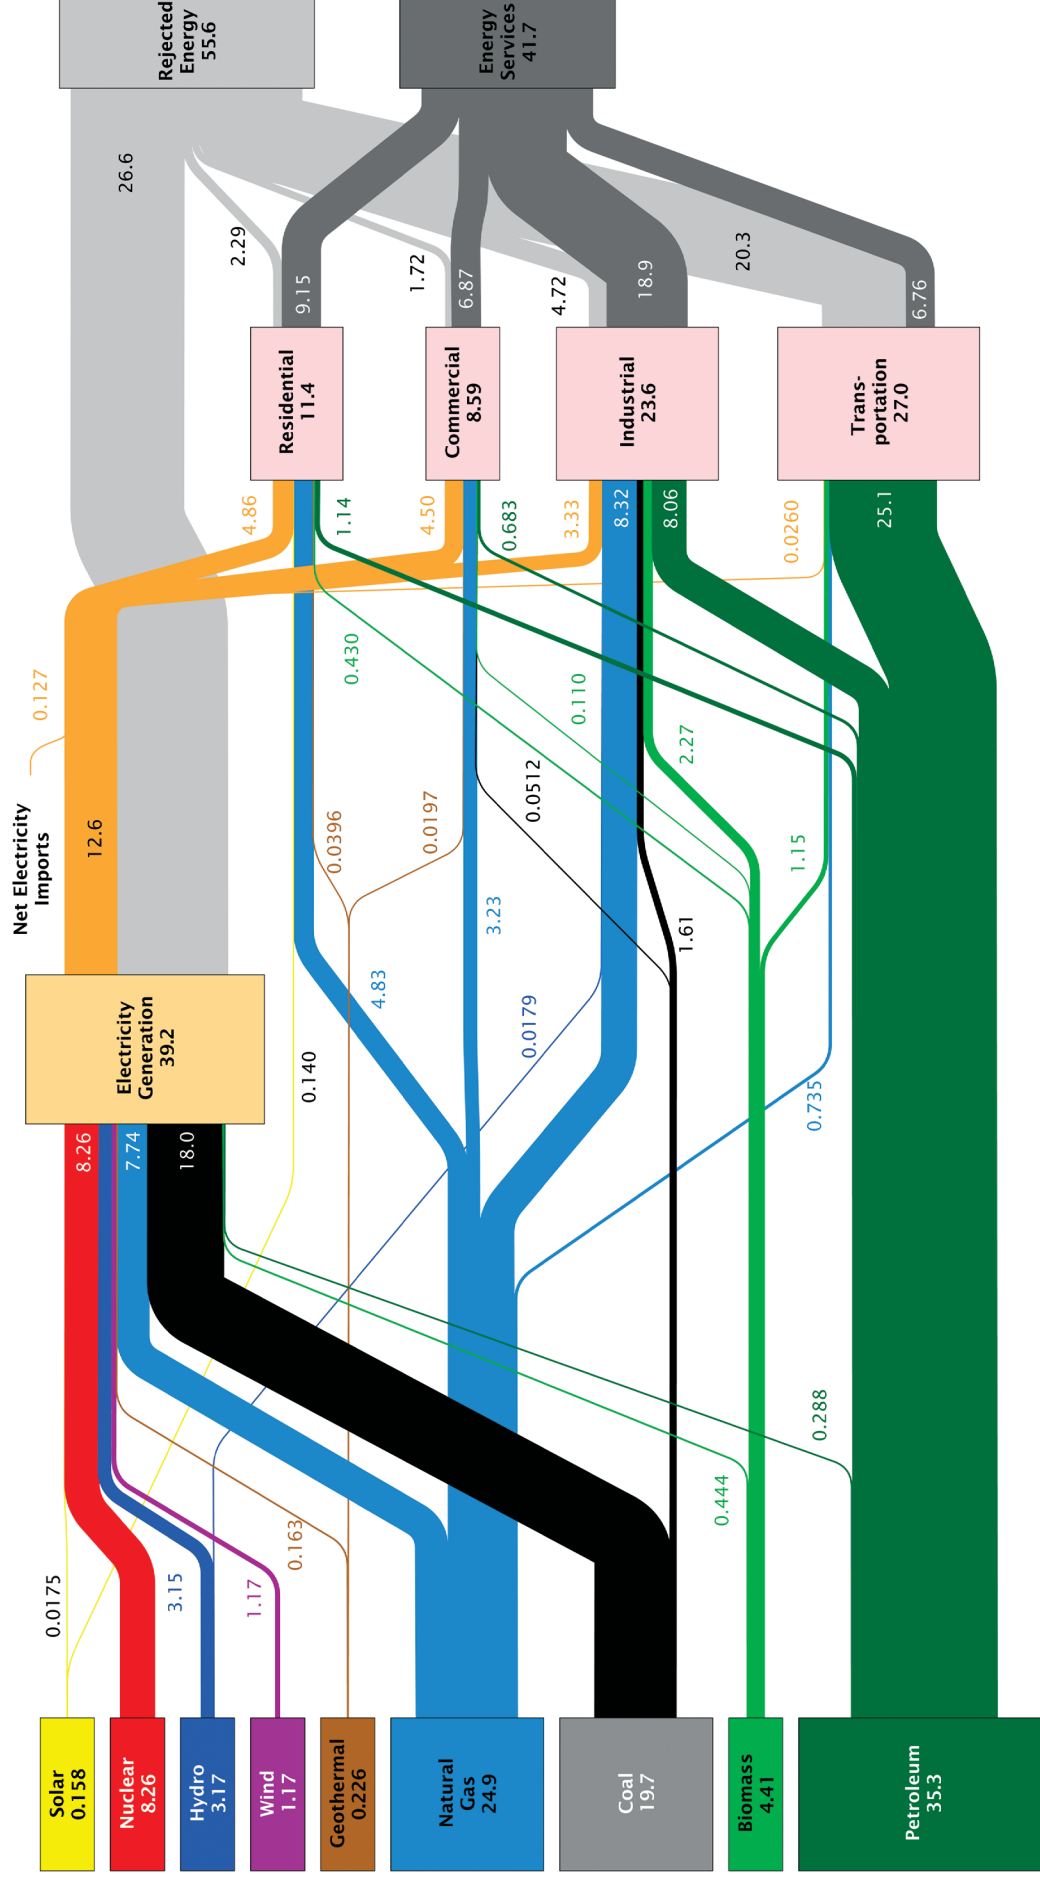 Solar
0.158
Nuclear
8.26
Hydro
3.17
Wind
1.17
Geothermal
0.226
Natural
Gas
24.9
Coal
19.7
Biomass
4.41
Petroleum
35.3
0.0175
3.15
1.17
0.163
0.444
0.288
8.26
7.74
18.0
Electricity
Generation
39.2
Net Electricity
Imports
0.127
12.6
0.140
4.83
0.0179
0.735
0.0396
0.0197
3.23
1.61
1.15
0.0512
0.430
0.110
2.27
4.86
1.14
4.50
0.683
3.33
8.32
8.06
0.0260
25.1
Residential
11.4
Commercial
8.59
Industrial
23.6
Trans-
portation
27.0
26.6
2.29
9.15
1.72
6.87
4.72
18.9
20.3
6.76
Rejected
Energy
55.6
Energy
Services
41.7